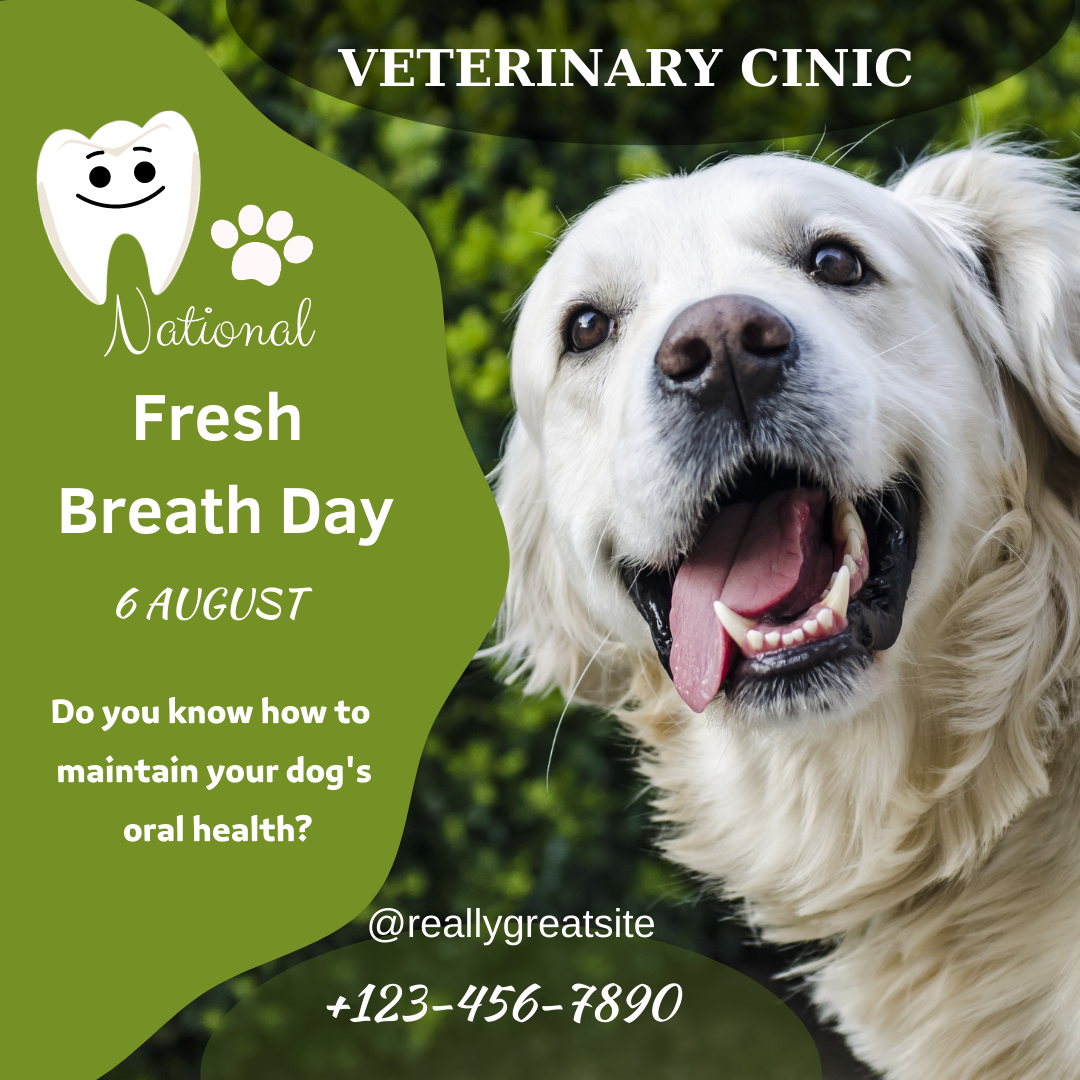 VETERINARY CINIC
National
Fresh
Breath Day
6 AUGUST
Do you know how to
maintain your dog's
oral health?
@reallygreatsite
+123-456-7890